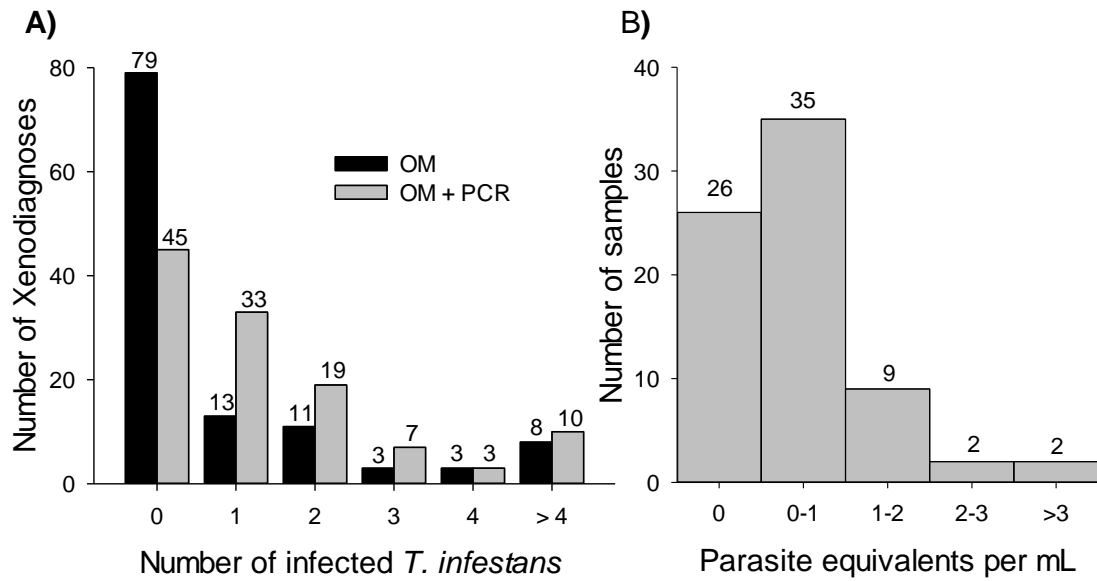 A)
Number of Xenodiagnoses
80
60
40
20
0
79
45
13
33
11
19
3
7
3
3
8
10
OM
OM + PCR
0 1 2 3 4 > 4
Number of infected T. infestans
B)
Number of samples
40
30
20
10
0
26
35
9
2
2
0 0-1 1-2 2-3 >3
Parasite equivalents per mL